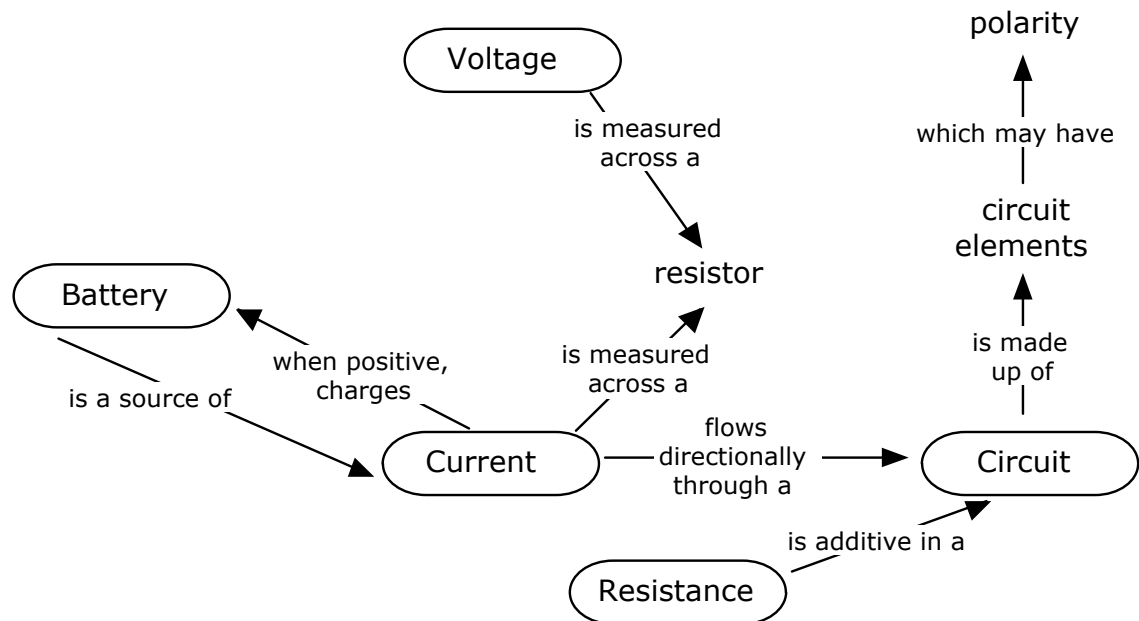 polarity
Voltage
is measured
across a
which may have
circuit
elements
resistor
Battery
when positive,
charges
is measured
across a
is made
up of
is a source of
flows
directionally
through a
Current
Circuit
is additive in a
Resistance